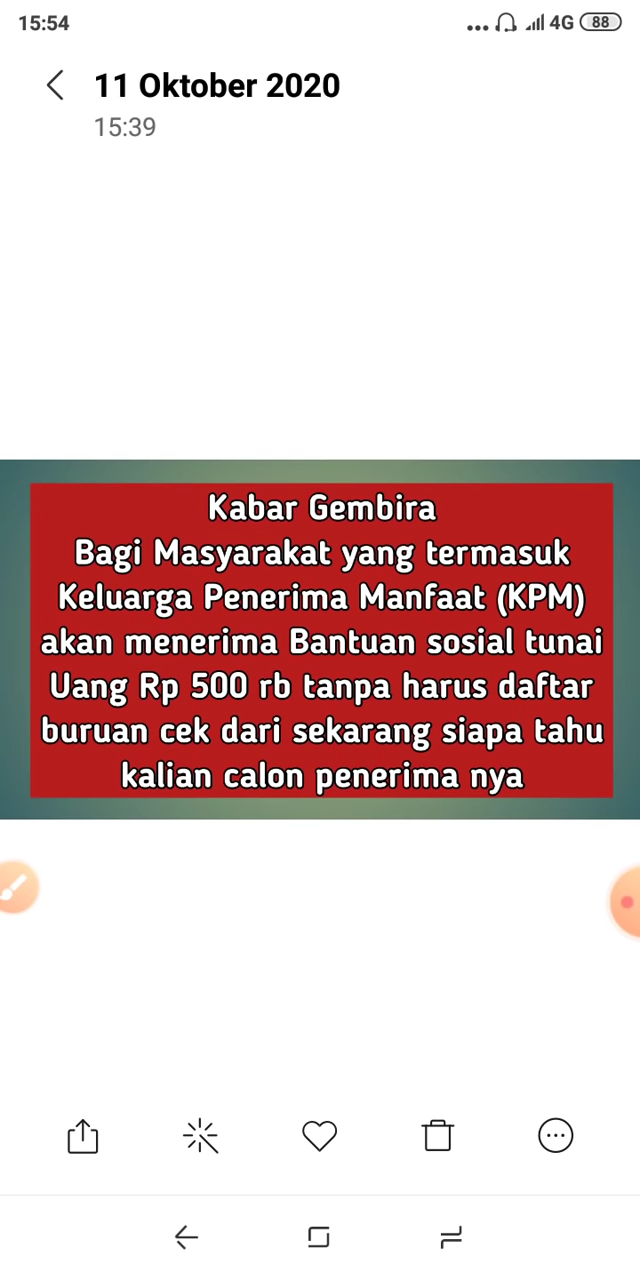 15:54
... 4G 88
11 Oktober 2020
15:39
Kabar Gembira
Bagi Masyarakat yang termasuk
Keluarga Penerima Manfaat (KPM)
akan menerima Bantuan sosial tunai
Uang Rp 500 rb tanpa harus daftar
buruan cek dari sekarang siapa tahu
kalian calon penerima nya